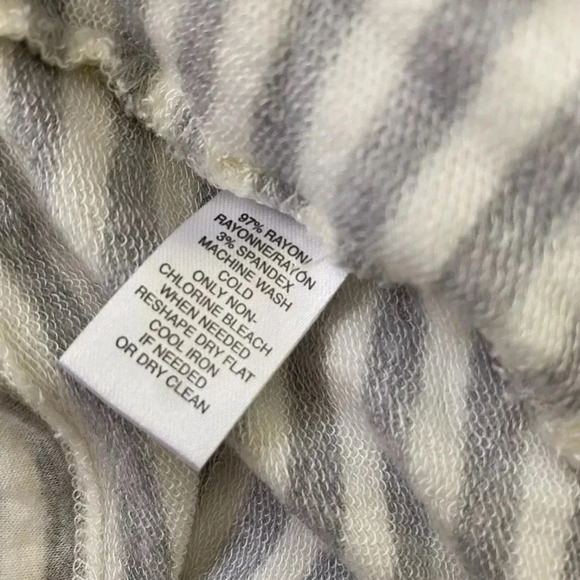 97% RAYON/
RAYONNE/RAYÓN
3% SPANDEX
MACHINE WASH
COLD
ONLY NON-
CHLORINE BLEACH
WHEN NEEDED
RESHAPE DRY FLAT
COOL IRON
IF NEEDED
OR DRY CLEAN